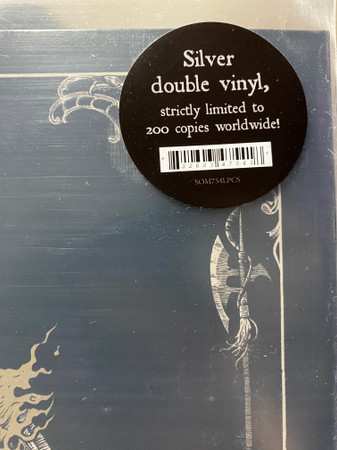 Silver
double vinyl,
strictly limited to
200 copies worldwide!